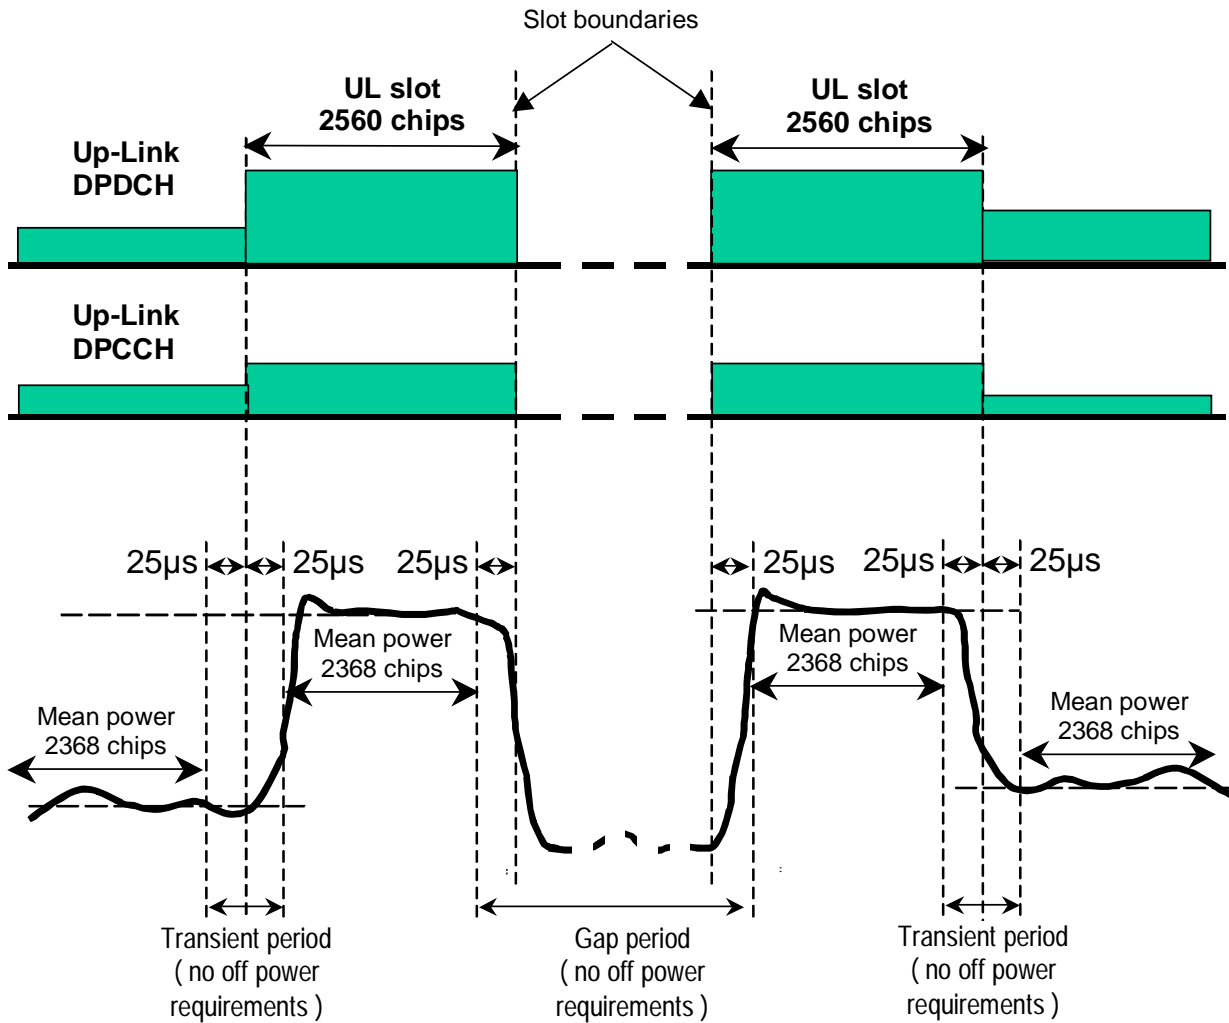 Slot boundaries
UL slot
2560 chips
UL slot
2560 chips
Up-Link
DPDCH
Up-Link
DPCCH
25µs
25µs
25µs
25µs
25µs
25µs
Mean power
2368 chips
Mean power
2368 chips
Mean power
2368 chips
Mean power
2368 chips
Transient period
( no off power
requirements )
Gap period
( no off power
requirements )
Transient period
( no off power
requirements )